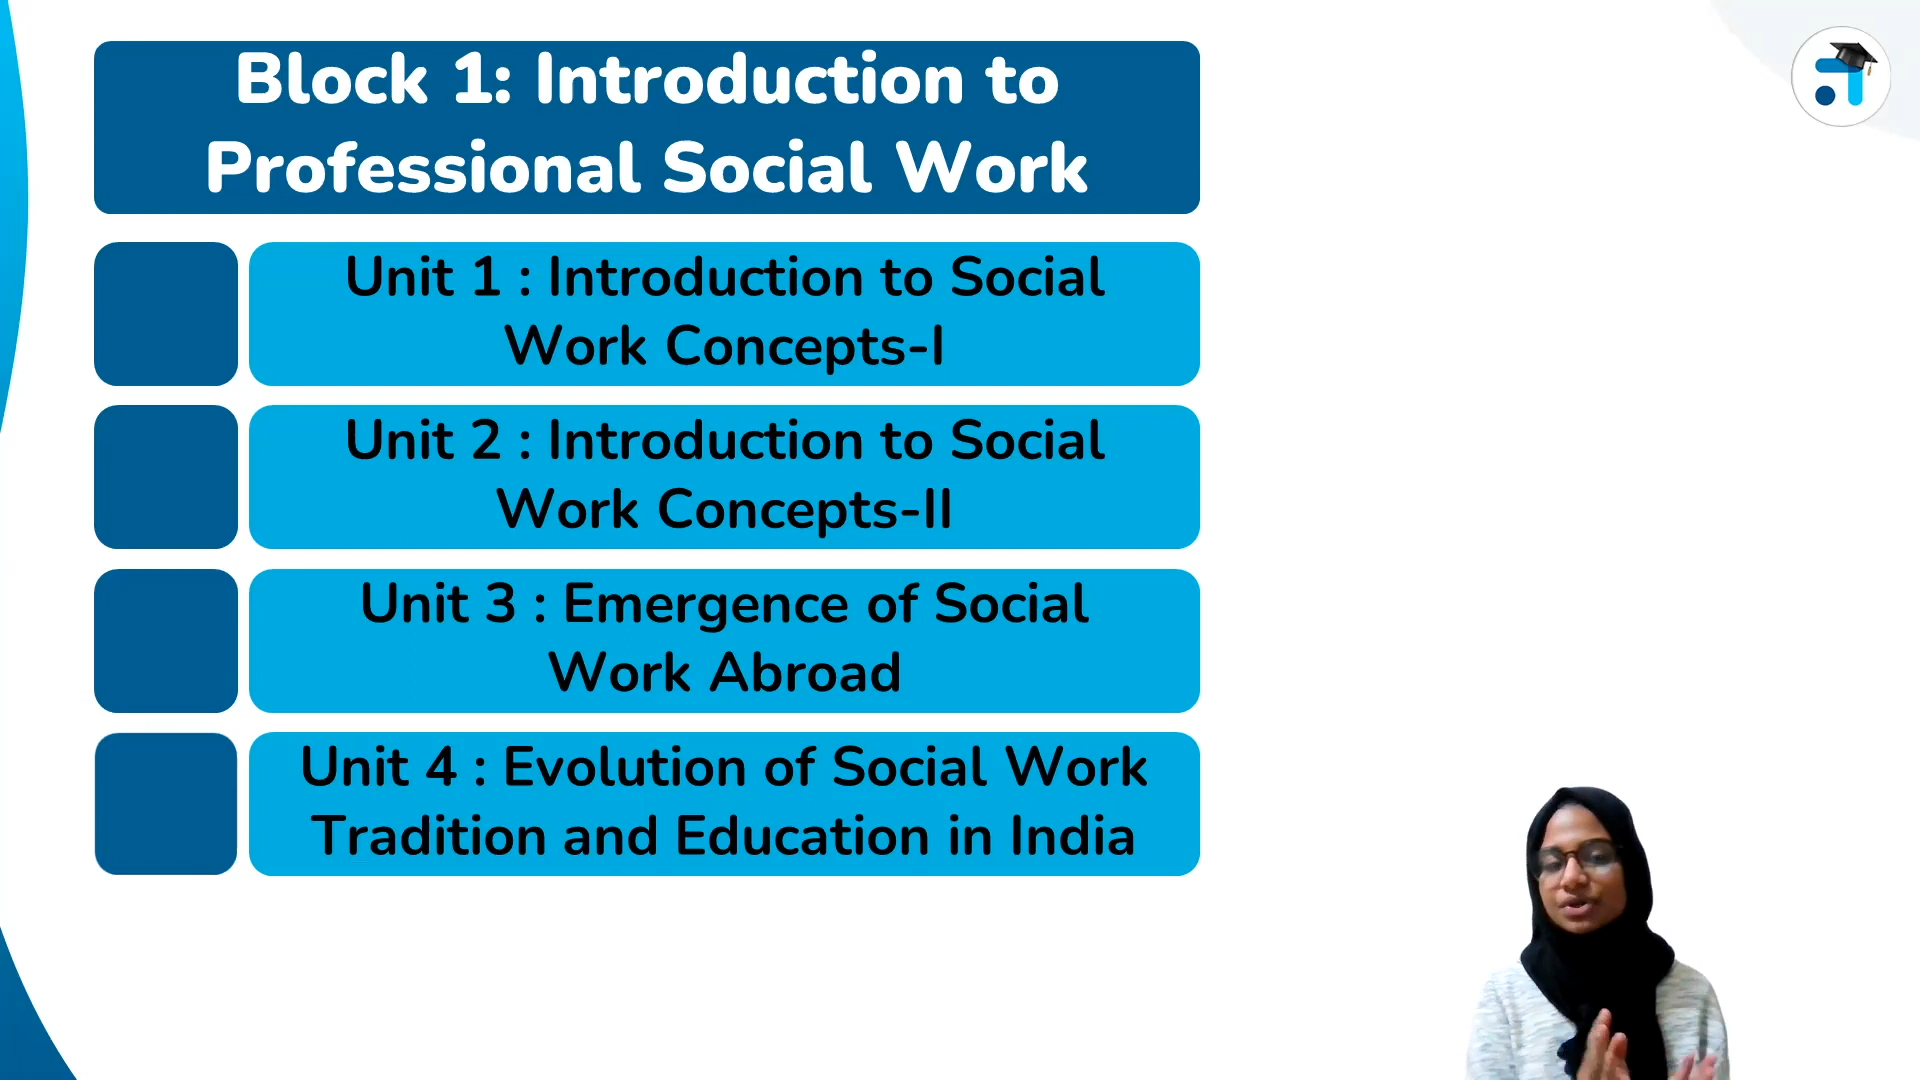 Block 1: Introduction to
Professional Social Work
Unit 1 : Introduction to Social
Work Concepts-I
Unit 2 : Introduction to Social
Work Concepts-II
Unit 3 : Emergence of Social
Work Abroad
Unit 4 : Evolution of Social Work
Tradition and Education in India